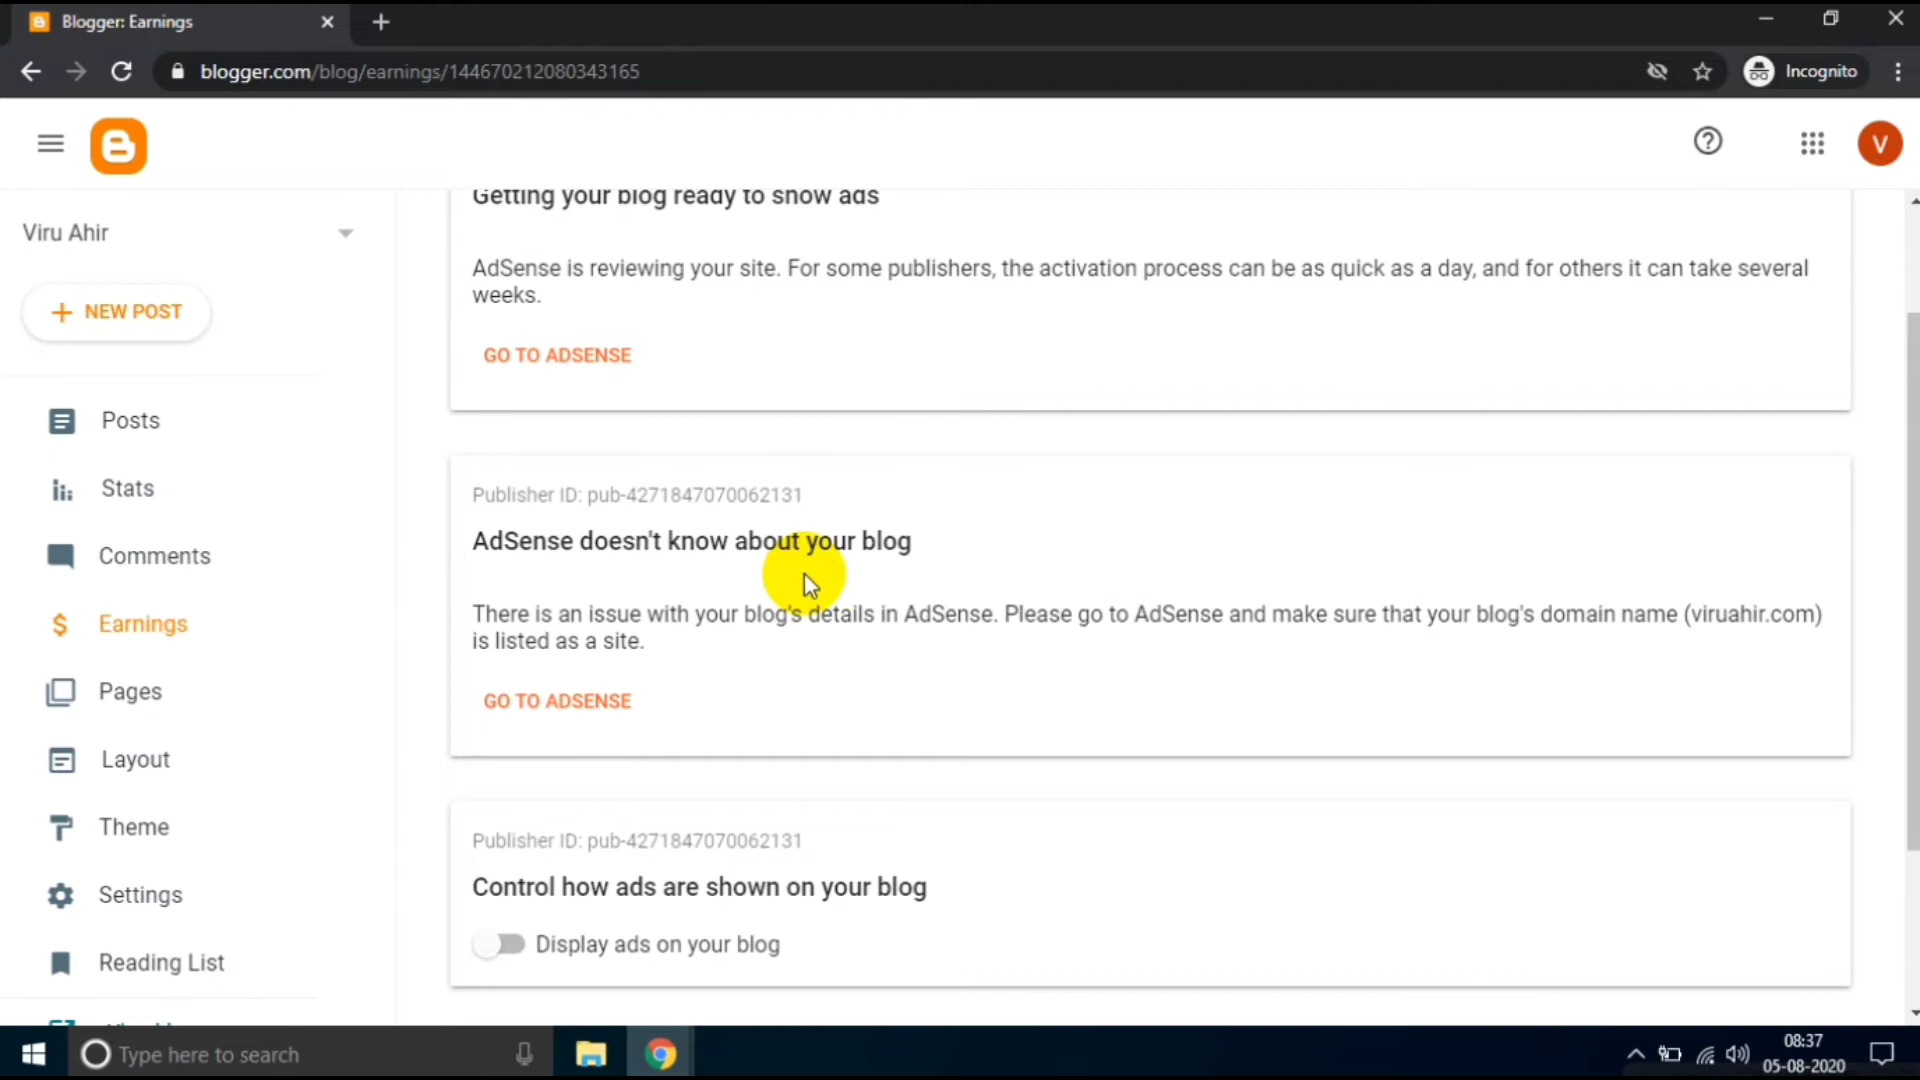 Blogger: Earnings
blogger.com/blog/earnings/144670212080343165
Incognito
V
Viru Ahir
NEW POST
Posts
Stats
Comments
Earnings
Pages
Layout
Theme
Settings
Reading List
Getting your blog ready to show ads
AdSense is reviewing your site. For some publishers, the activation process can be as quick as a day, and for others it can take several
weeks.
GO TO ADSENSE
Publisher ID: pub-4271847070062131
AdSense doesn't know about your blog
There is an issue with your blog's details in AdSense. Please go to AdSense and make sure that your blog's domain name (viruahir.com)
is listed as a site.
GO TO ADSENSE
Publisher ID: pub-4271847070062131
Control how ads are shown on your blog
Display ads on your blog
Type here to search
08:37
05-08-2020